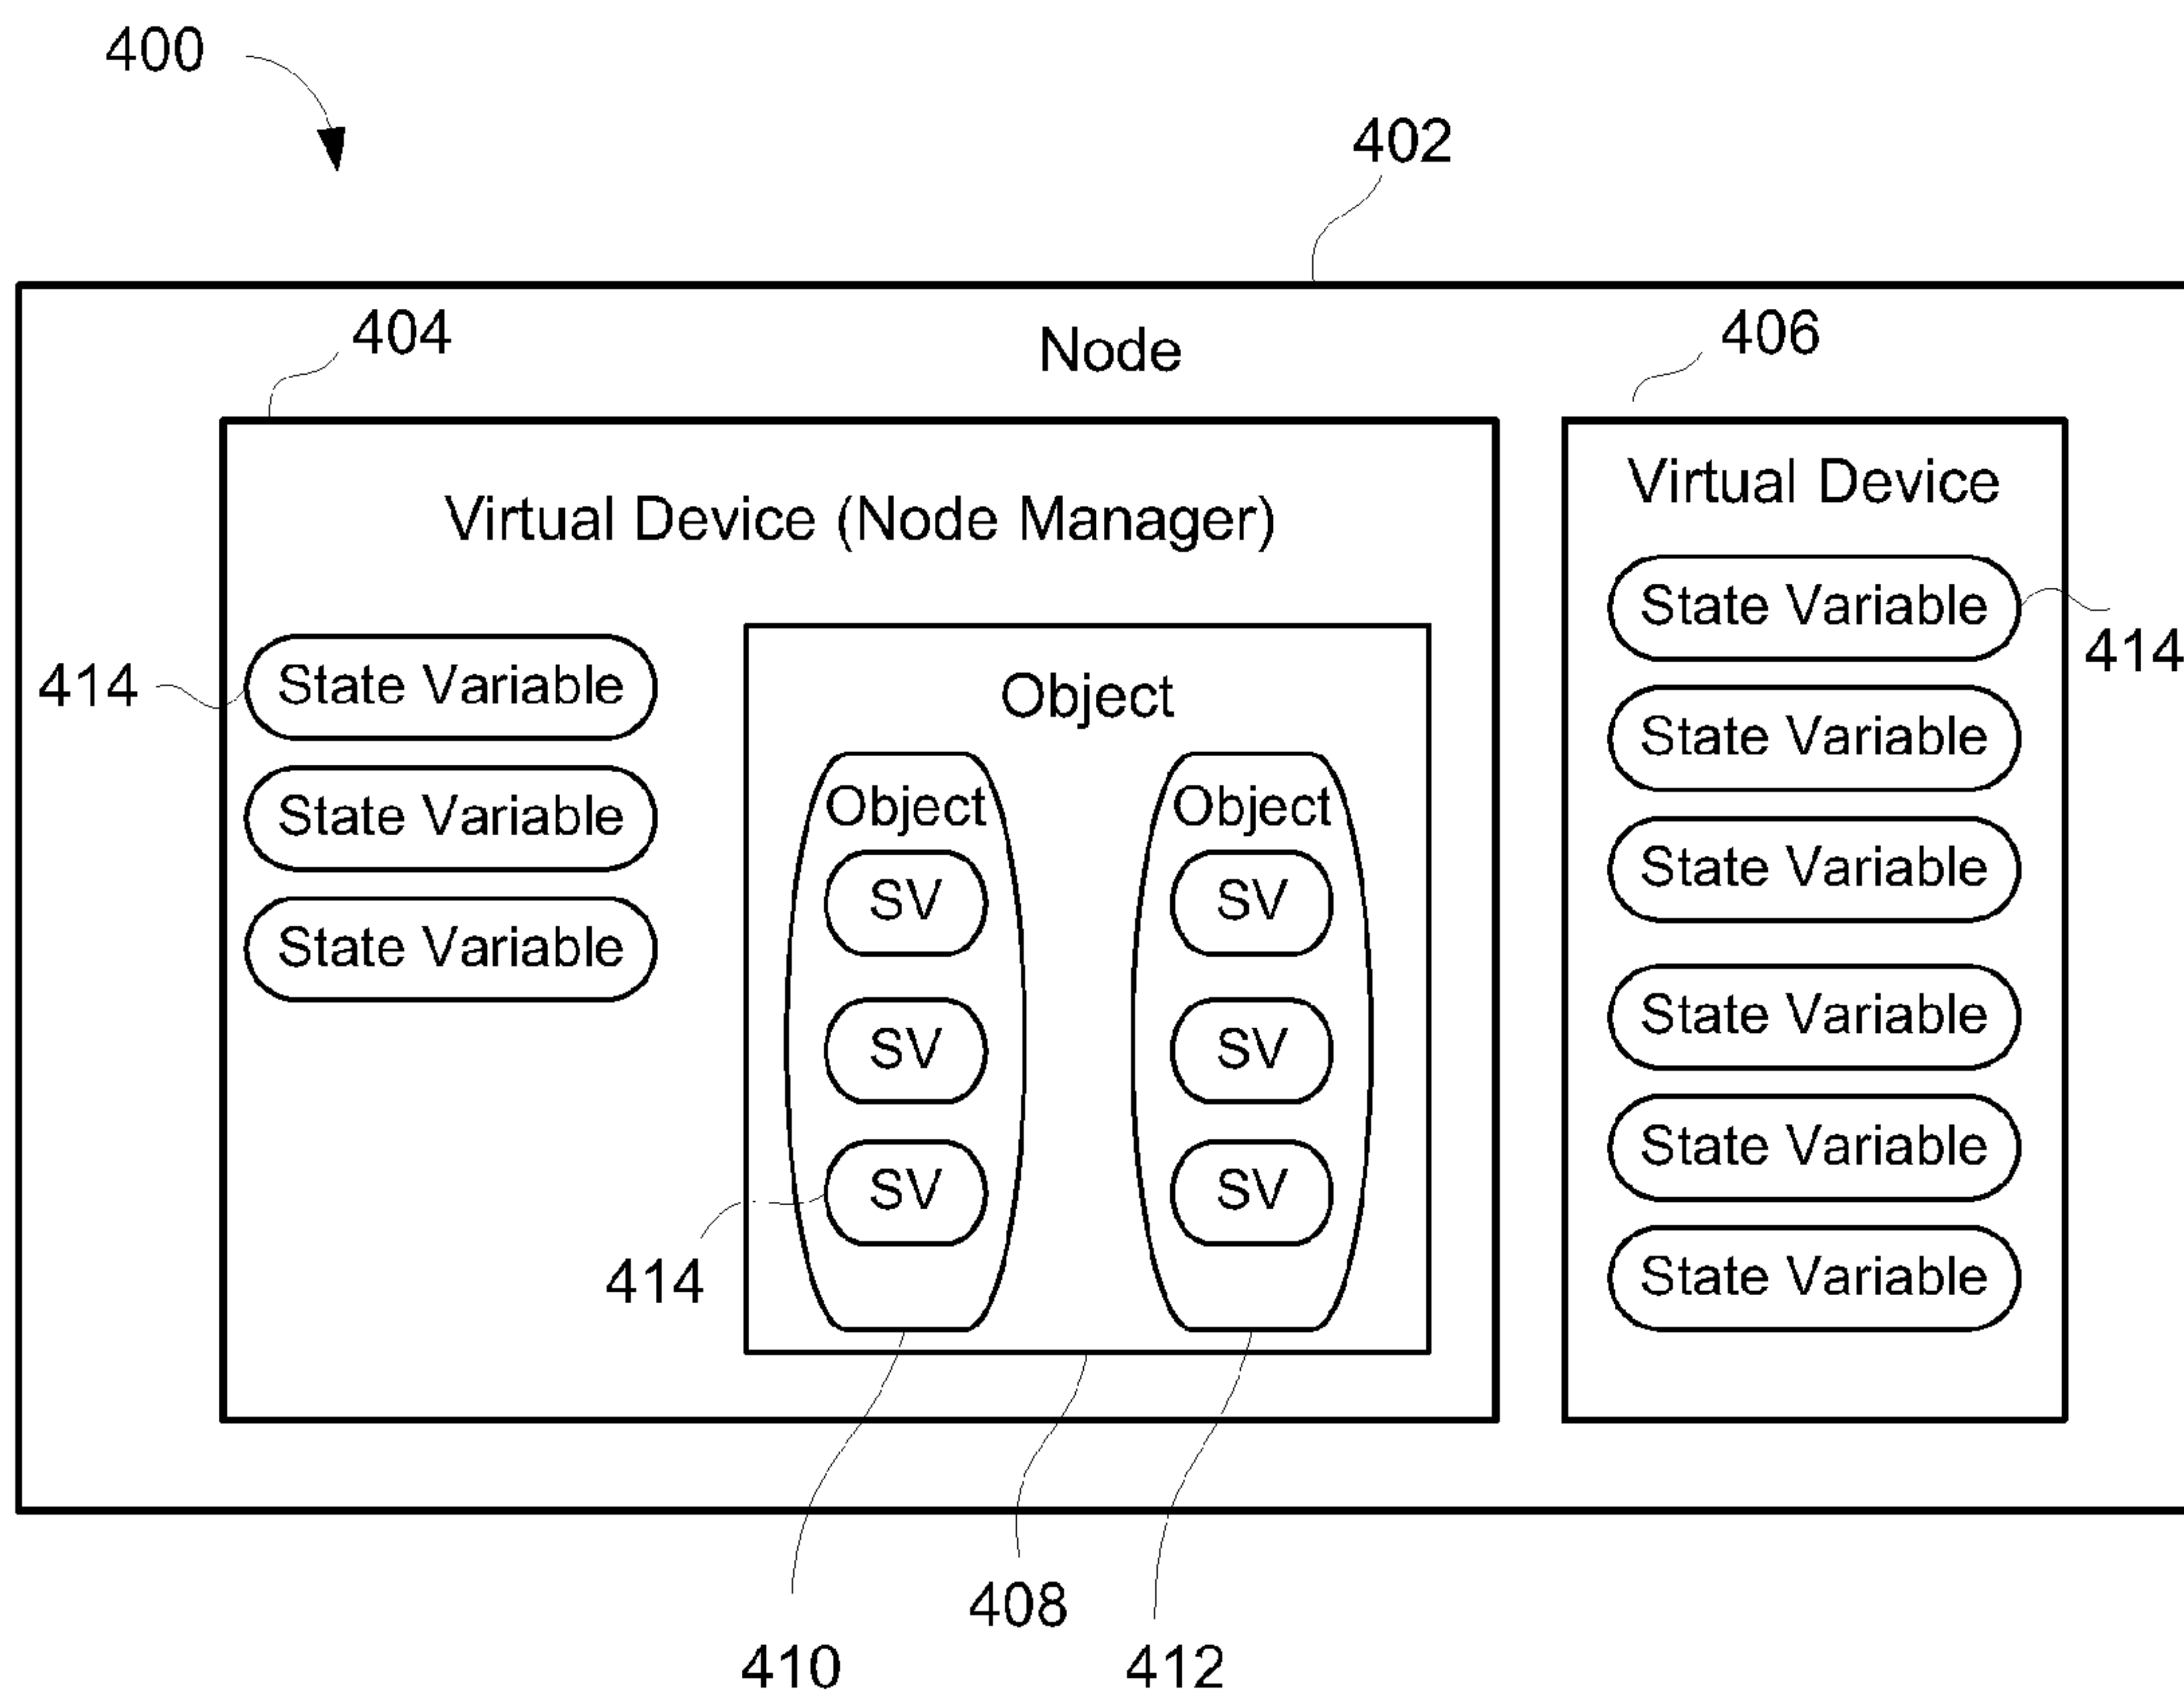 400
402
404
Node
406
Virtual Device (Node Manager)
Virtual Device
414
State Variable
State Variable
State Variable
Object
Object
SV
SV
SV
Object
SV
SV
SV
414
State Variable
414
State Variable
State Variable
State Variable
State Variable
State Variable
408
410
412